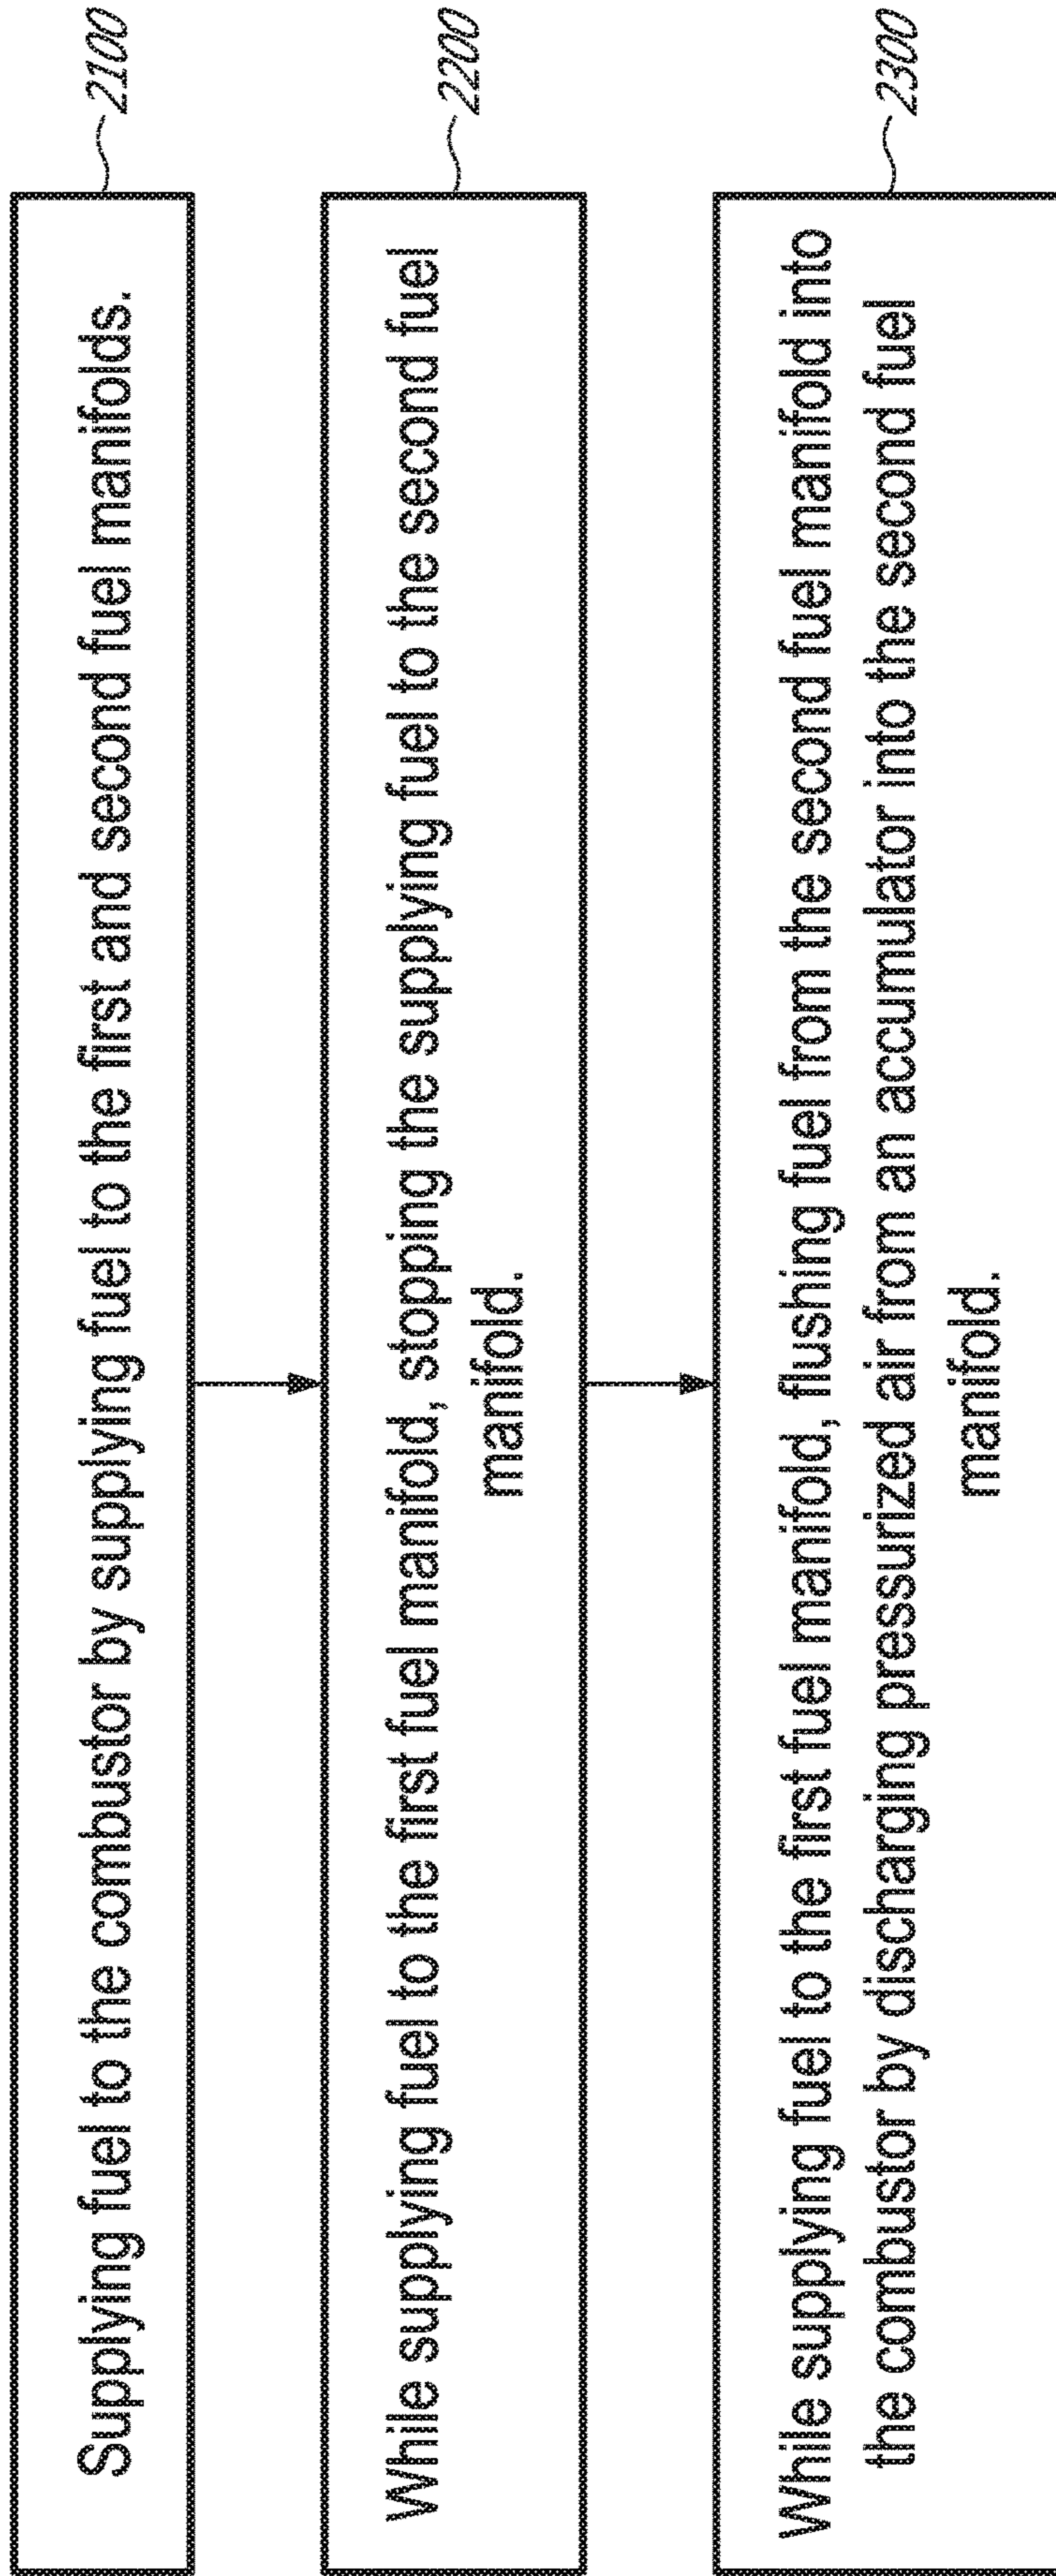 Supplying fuel to the combustor by supplying fuel to the first and second fuel manifolds.
2100
While supplying fuel to the first fuel manifold, stopping the supplying fuel to the second fuel
manifold.
2200
While supplying fuel to the first fuel manifold, flushing fuel from the second fuel manifold into
the combustor by discharging pressurized air from an accumulator into the second fuel
manifold.
2300